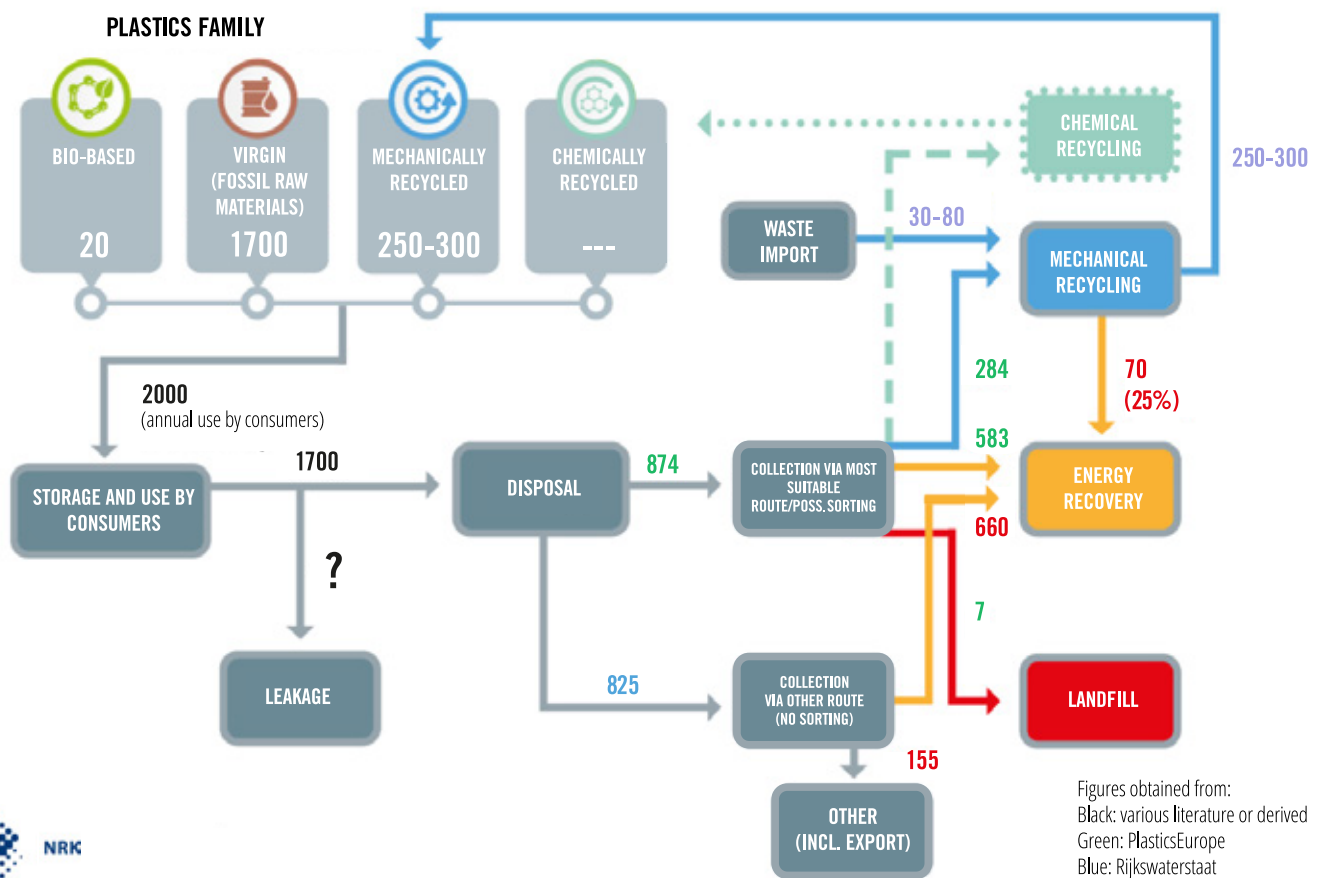 PLASTICS FAMILY
BIO-BASED
20
VIRGIN
(FOSSIL RAW
MATERIALS)
1700
MECHANICALLY
RECYCLED
250-300
CHEMICALLY
RECYCLED
---
CHEMICAL
RECYCLING
250-300
WASTE
IMPORT
30-80
MECHANICAL
RECYCLING
284
70
(25%)
2000
(annual use by consumers)
STORAGE AND USE BY
CONSUMERS
1700
DISPOSAL
874
COLLECTION VIA MOST
SUITABLE
ROUTE/POSS.SORTING
583
660
ENERGY
RECOVERY
?
LEAKAGE
7
825
COLLECTION
VIA OTHER ROUTE
(NO SORTING)
LANDFILL
155
OTHER
(INCL. EXPORT)
Figures obtained from:
Black: various literature or derived
Green: PlasticsEurope
Blue: Rijkswaterstaat
NRK